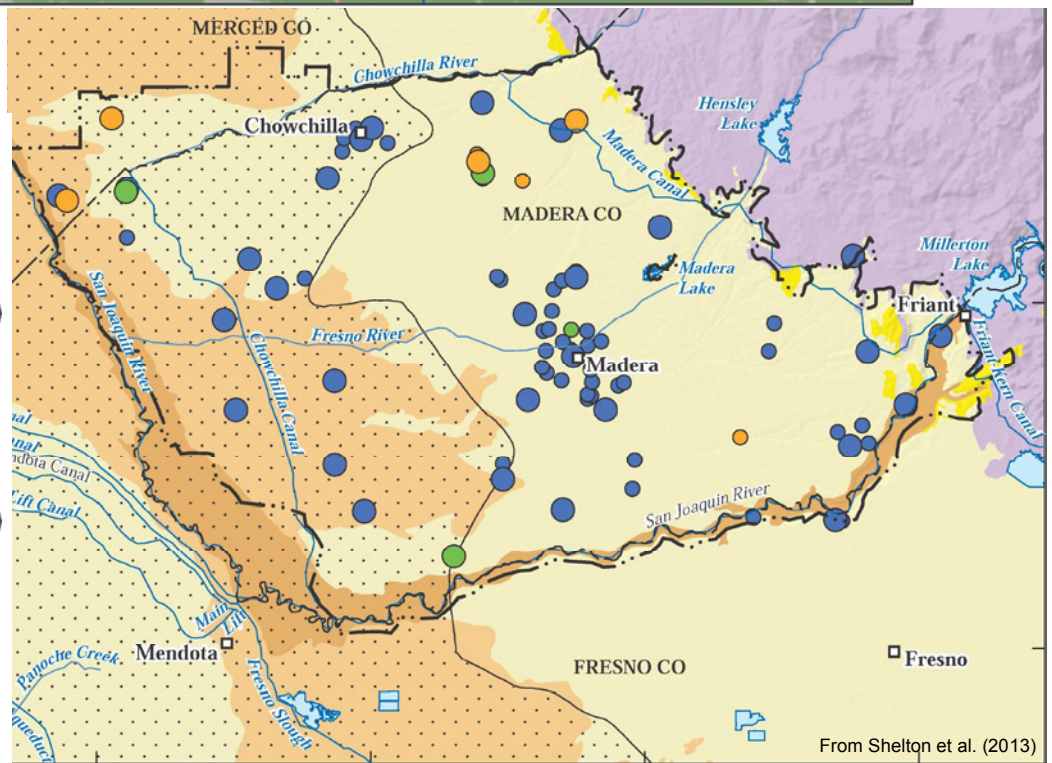 MERCED CO
Chowchilla River
Chowchilla
Hensley
Lake
Madera Canal
MADERA CO
Millerton
Lake
Madera
Lake
Friant
San Joaquin River
Fresno River
Madera
Friant-Kern Canal
Chowchilla Canal
Canal
Lift Canal
San Joaquin River
Main
Lift
Mendota
Panoche Creek
Fresno Slough
FRESNO CO
Fresno
From Shelton et al. (2013)